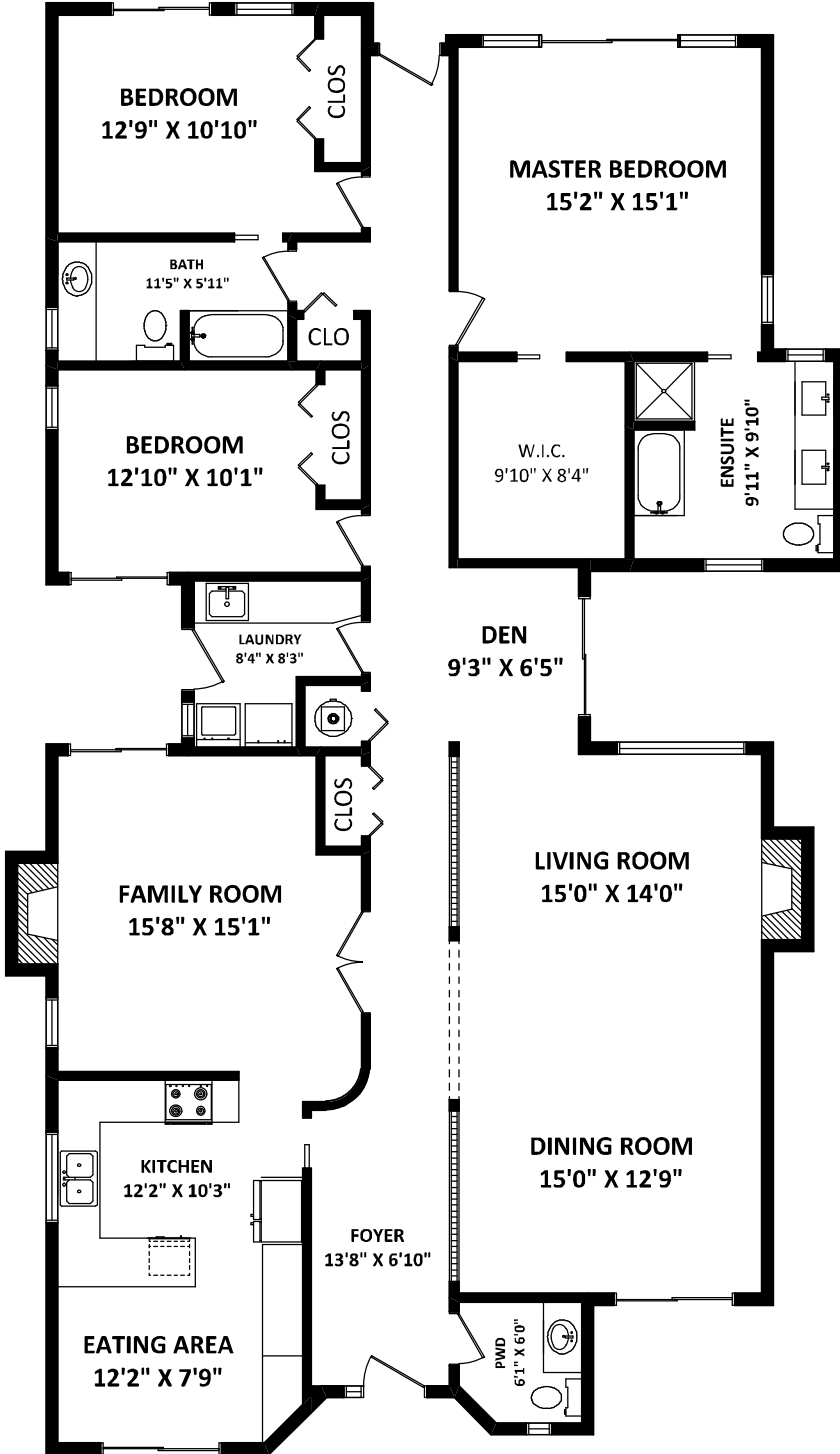 BEDROOM
12'9" X 10'10"
CLOS
MASTER BEDROOM
15'2" X 15'1"
BATH
11'5" X 5'11"
CLO
BEDROOM
12'10" X 10'1"
CLOS
W.I.C.
9'10" X 8'4"
ENSUITE
9'11" X 9'10"
LAUNDRY
8'4" X 8'3"
DEN
9'3" X 6'5"
CLOS
FAMILY ROOM
15'8" X 15'1"
LIVING ROOM
15'0" X 14'0"
KITCHEN
12'2" X 10'3"
DINING ROOM
15'0" X 12'9"
FOYER
13'8" X 6'10"
EATING AREA
12'2" X 7'9"
PWD
6'1" X 6'0"